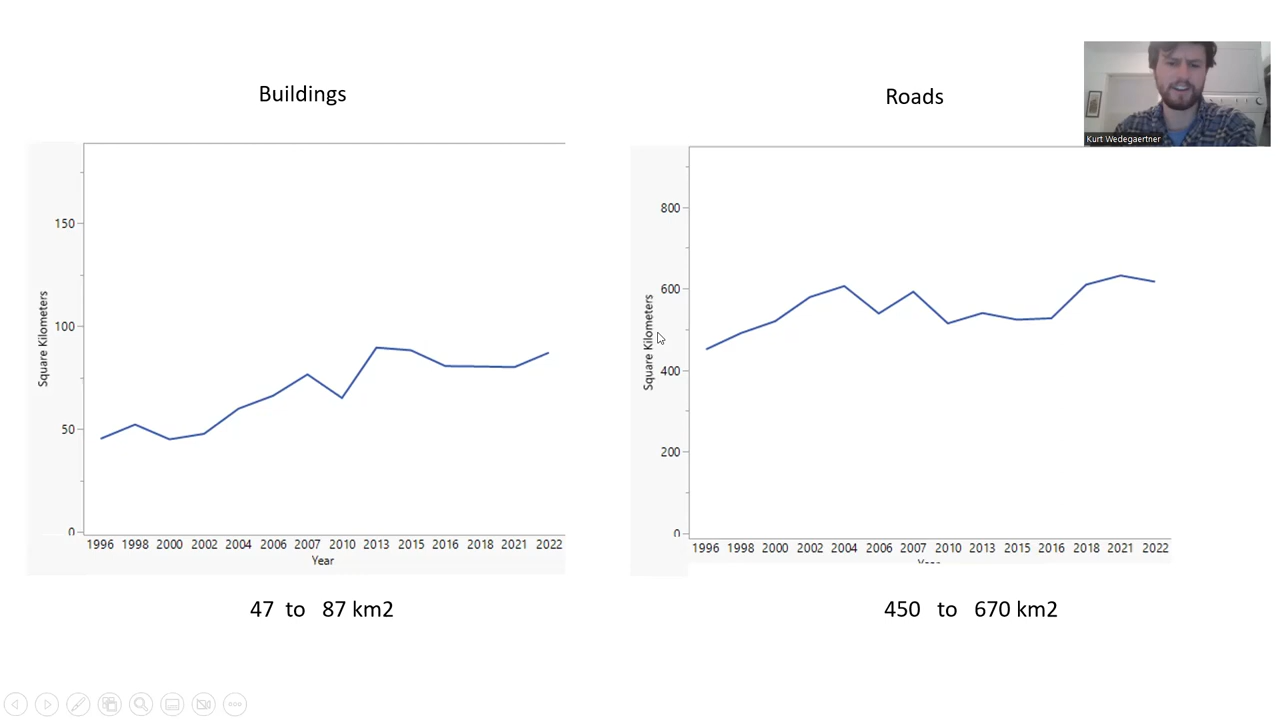 Buildings
Roads
Kurt Wedegaertner
Square Kilometers
150
100
50
0
1996 1998 2000 2002 2004 2006 2007 2010 2013 2015 2016 2018 2021 2022
Year
47 to 87 km2
Square Kilometers
800
600
400
200
0
1996 1998 2000 2002 2004 2006 2007 2010 2013 2015 2016 2018 2021 2022
Year
450 to 670 km2